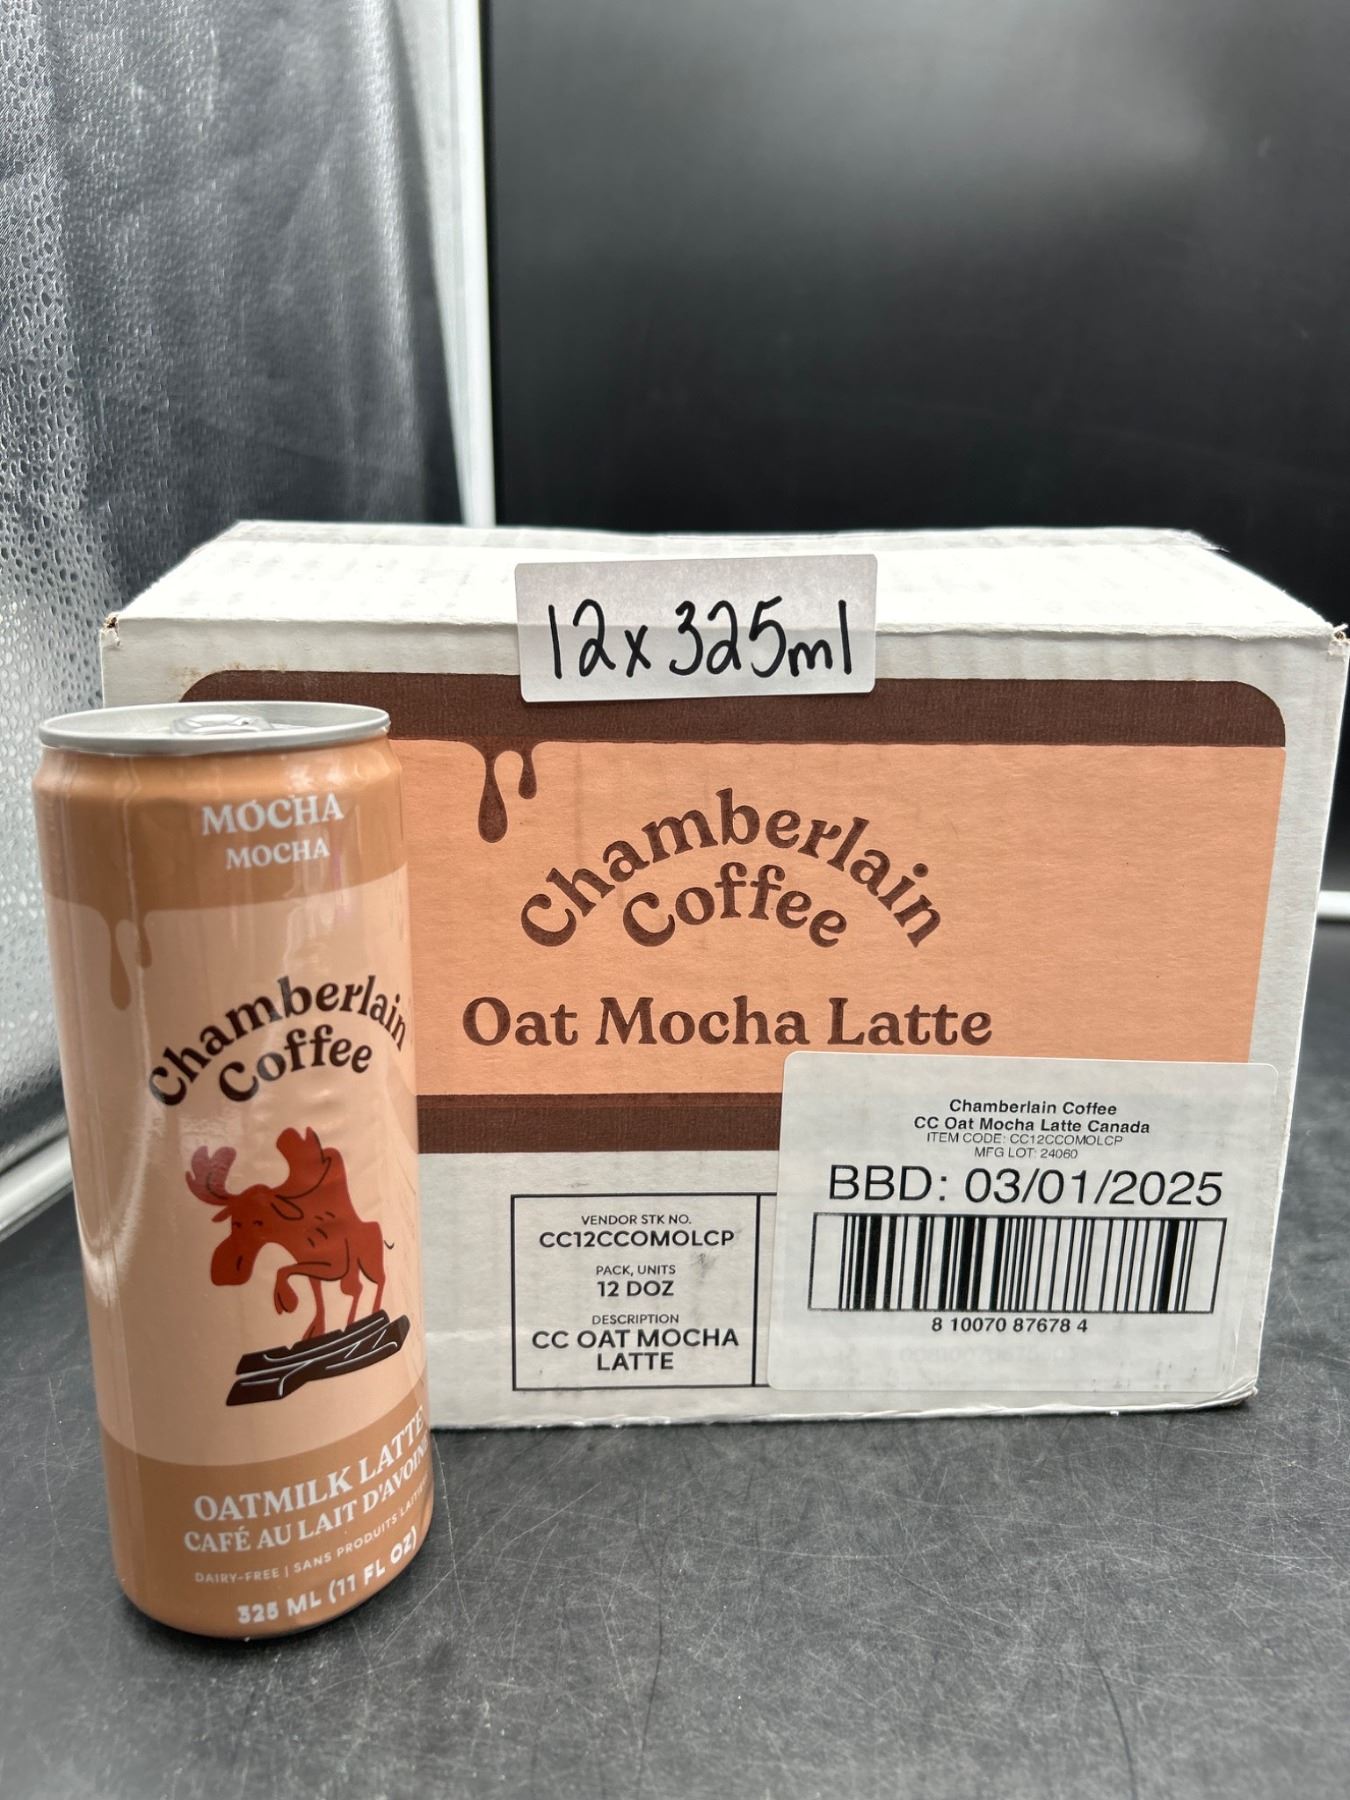 12x325ml
Chamberlain
Coffee
Oat Mocha Latte
MOCHA
MOCHA
Chamberlain
Coffee
OATMILK LATTE
CAFÉ AU LAIT D'AVOINE
DAIRY-FREE | SANS PRODUITS
325 ML (11 FL OZ)
VENDOR STK NO.
CC12CCOMOLCP
PACK, UNITS
12 DOZ
DESCRIPTION
CC OAT MOCHA
LATTE
Chamberlain Coffee
CC Oat Mocha Latte Canada
ITEM CODE: CC12CCOMOLCP
MFG LOT: 24060
BBD: 03/01/2025
8 10070 87678 4